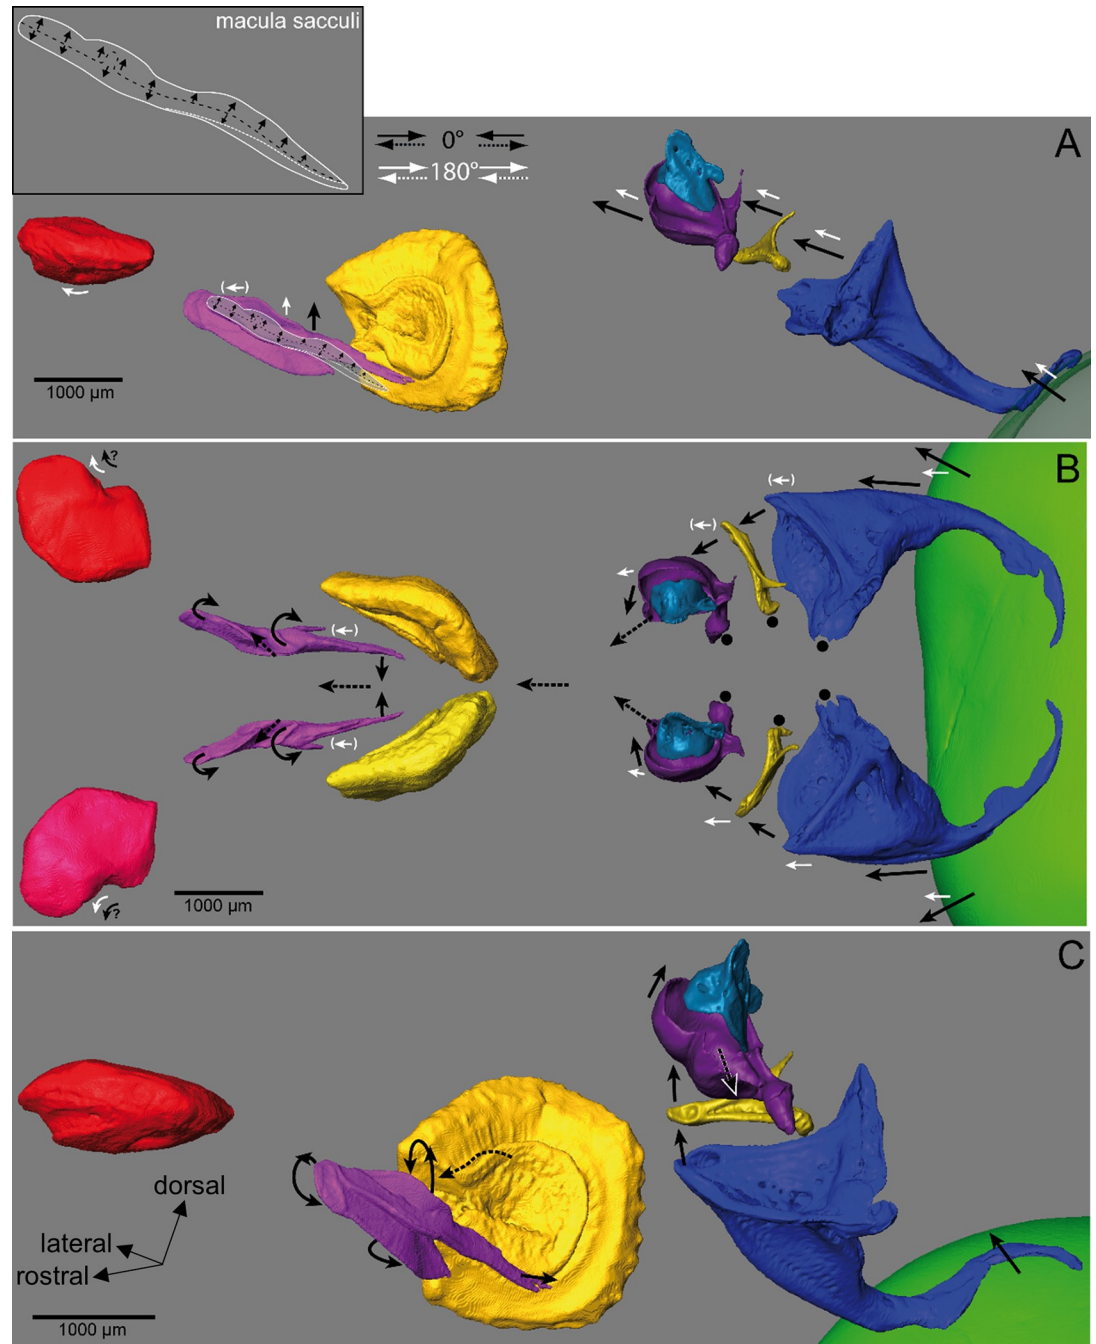 macula sacculi
A
0°
180°
1000 µm
B
?
?
1000 µm
C
dorsal
lateral
rostral
1000 µm